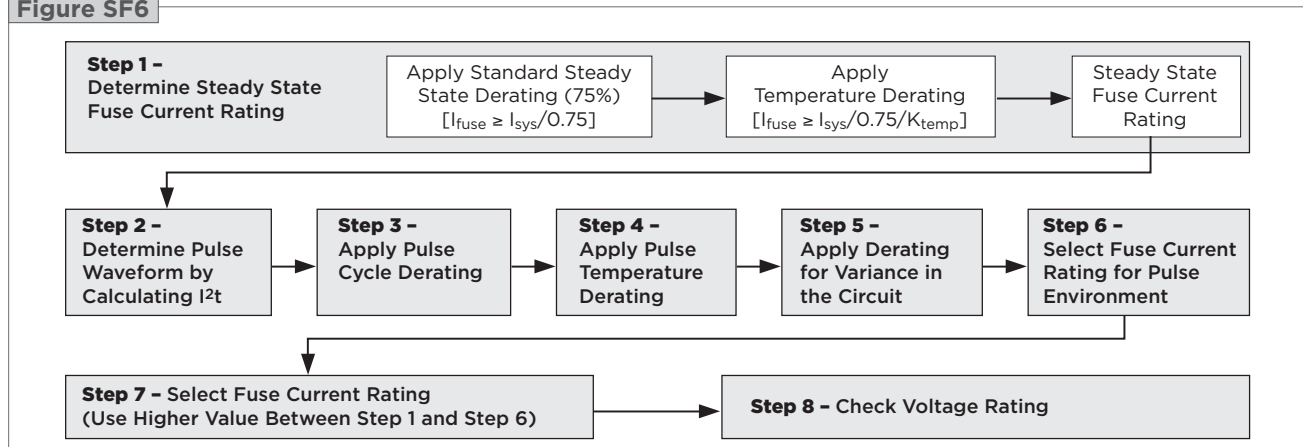 Figure SF6
Step 1 –
Determine Steady State
Fuse Current Rating
Apply Standard Steady
State Derating (75%)
[Ifuse ≥ Isys/0.75]
Apply
Temperature Derating
[Ifuse ≥ Isys/0.75/Ktemp]
Steady State
Fuse Current
Rating
Step 2 –
Determine Pulse
Waveform by
Calculating I²t
Step 3 –
Apply Pulse
Cycle Derating
Step 4 –
Apply Pulse
Temperature
Derating
Step 5 –
Apply Derating
for Variance in
the Circuit
Step 6 –
Select Fuse Current
Rating for Pulse
Environment
Step 7 – Select Fuse Current Rating
(Use Higher Value Between Step 1 and Step 6)
Step 8 – Check Voltage Rating